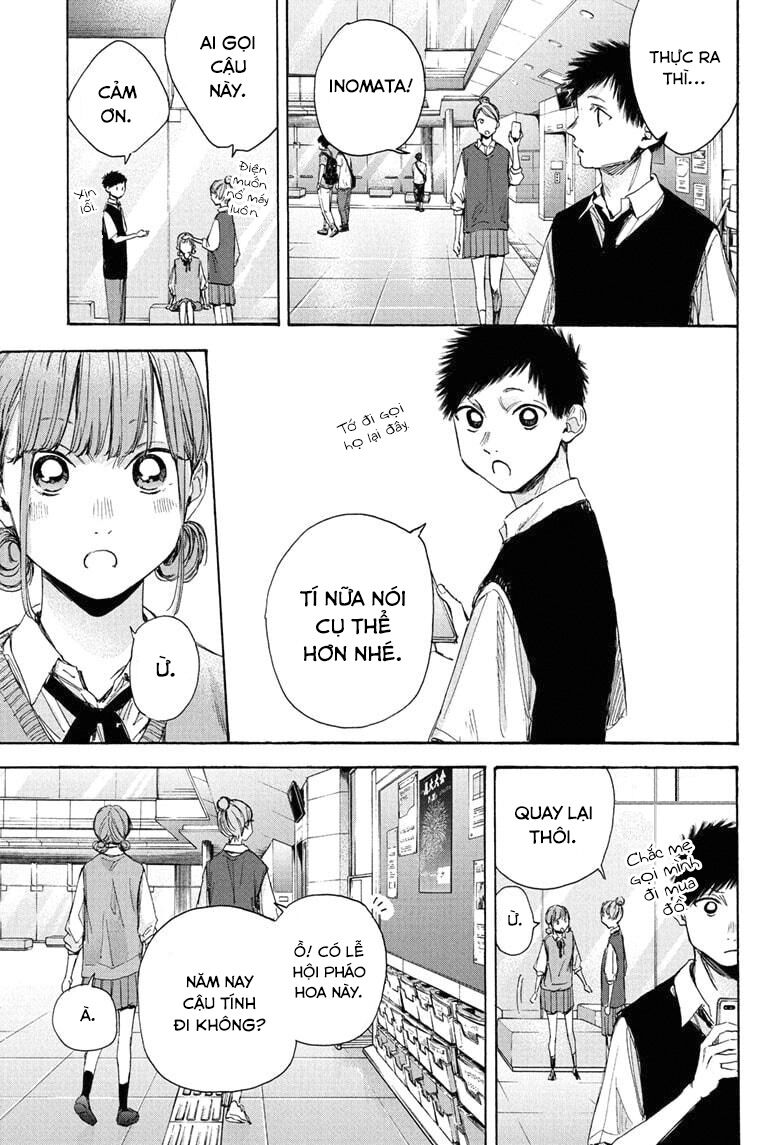 THỰC RA
THÌ...
INOMATA!
AI GỌI
CẬU
NÀY.
CẢM
ƠN.
Điện
muốn
nổ máy
luôn
Xin
lỗi.
Tớ đi gọi
họ lại đây.
TÍ NỮA NÓI
CỤ THỂ
HƠN NHÉ.
Ừ.
QUAY LẠI
THÔI.
Chắc mẹ
gọi mình
đi mua
đồ.
Ừ.
Ồ! CÓ LỄ
HỘI PHÁO
HOA NÀY.
NĂM NAY
CẬU TÍNH
ĐI KHÔNG?
À.